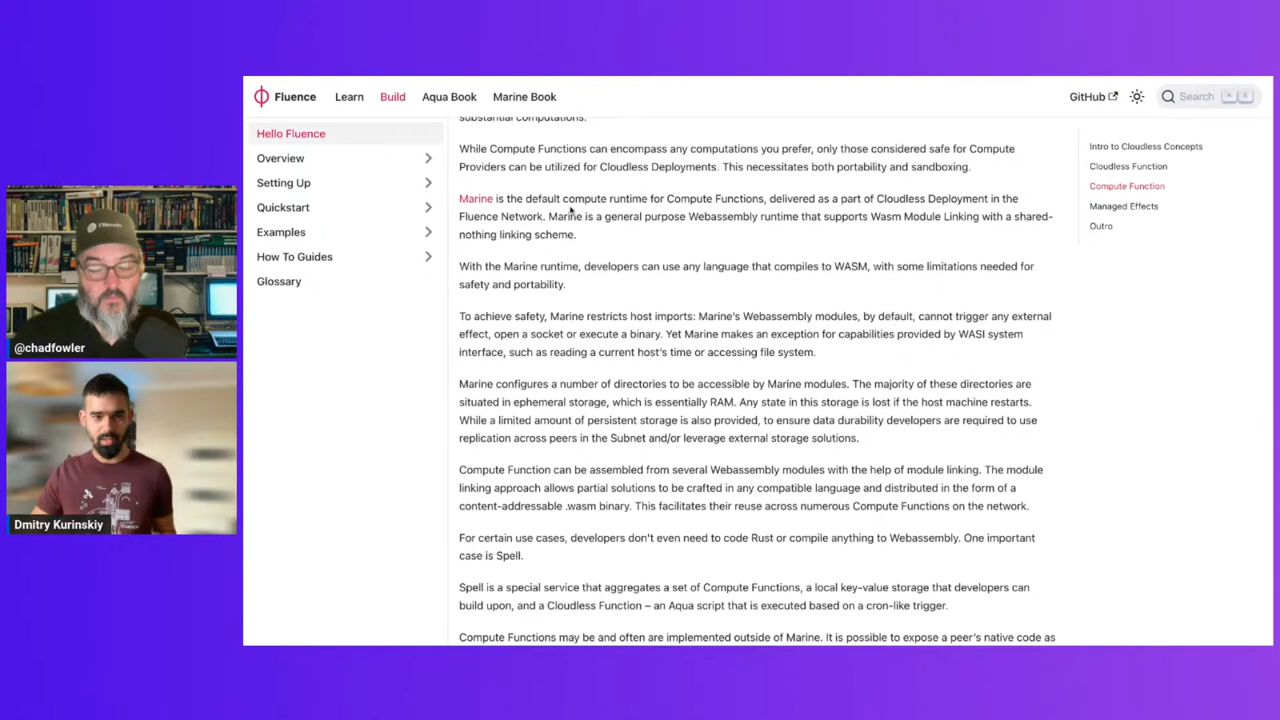 Fluence
Learn
Build
Aqua Book
Marine Book
GitHub
Search
K
Hello Fluence
Overview
Setting Up
Quickstart
Examples
How To Guides
Glossary
substantial computations.
While Compute Functions can encompass any computations you prefer, only those considered safe for Compute
Providers can be utilized for Cloudless Deployments. This necessitates both portability and sandboxing.
Marine is the default compute runtime for Compute Functions, delivered as a part of Cloudless Deployment in the
Fluence Network. Marine is a general purpose Webassembly runtime that supports Wasm Module Linking with a shared-
nothing linking scheme.
With the Marine runtime, developers can use any language that compiles to WASM, with some limitations needed for
safety and portability.
To achieve safety, Marine restricts host imports: Marine's Webassembly modules, by default, cannot trigger any external
effect, open a socket or execute a binary. Yet Marine makes an exception for capabilities provided by WASI system
interface, such as reading a current host's time or accessing file system.
Marine configures a number of directories to be accessible by Marine modules. The majority of these directories are
situated in ephemeral storage, which is essentially RAM. Any state in this storage is lost if the host machine restarts.
While a limited amount of persistent storage is also provided, to ensure data durability developers are required to use
replication across peers in the Subnet and/or leverage external storage solutions.
Compute Function can be assembled from several Webassembly modules with the help of module linking. The module
linking approach allows partial solutions to be crafted in any compatible language and distributed in the form of a
content-addressable .wasm binary. This facilitates their reuse across numerous Compute Functions on the network.
For certain use cases, developers don't even need to code Rust or compile anything to Webassembly. One important
case is Spell.
Spell is a special service that aggregates a set of Compute Functions, a local key-value storage that developers can
build upon, and a Cloudless Function – an Aqua script that is executed based on a cron-like trigger.
Compute Functions may be and often are implemented outside of Marine. It is possible to expose a peer's native code as
Intro to Cloudless Concepts
Cloudless Function
Compute Function
Managed Effects
Outro
@chadfowler
Dmitry Kurinskiy